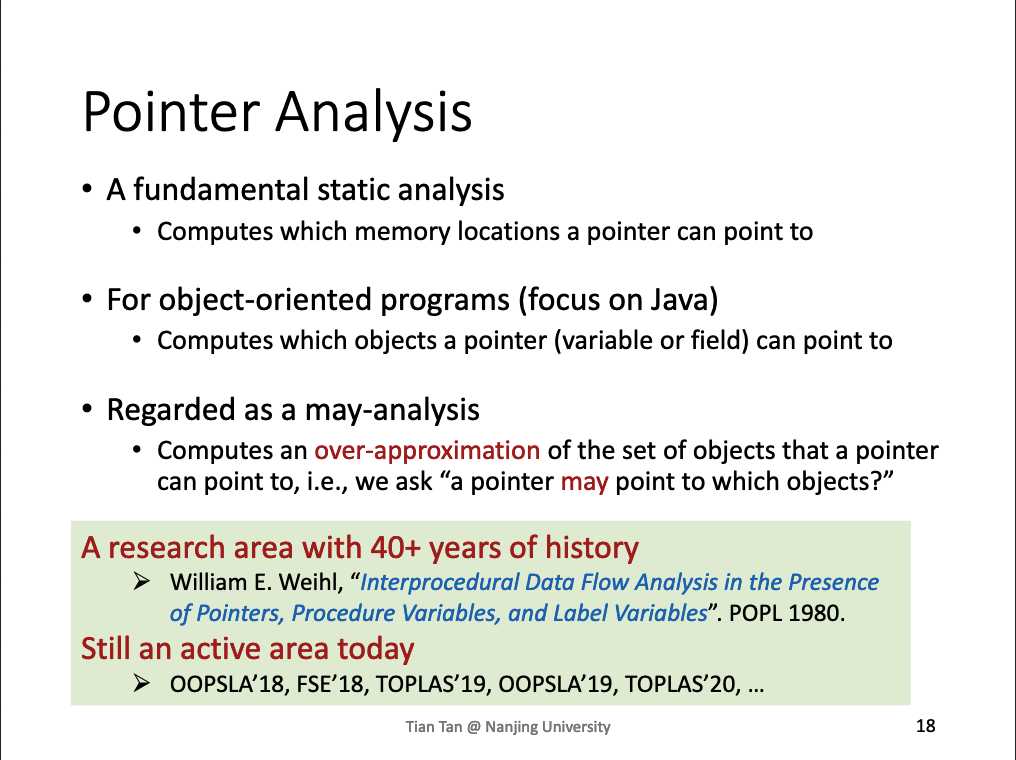 Pointer Analysis
• A fundamental static analysis
• Computes which memory locations a pointer can point to
• For object-oriented programs (focus on Java)
• Computes which objects a pointer (variable or field) can point to
• Regarded as a may-analysis
• Computes an over-approximation of the set of objects that a pointer
can point to, i.e., we ask “a pointer may point to which objects?”
A research area with 40+ years of history
➢ William E. Weihl, “Interprocedural Data Flow Analysis in the Presence
of Pointers, Procedure Variables, and Label Variables”. POPL 1980.
Still an active area today
➢ OOPSLA’18, FSE’18, TOPLAS’19, OOPSLA’19, TOPLAS’20, …
Tian Tan @ Nanjing University
18